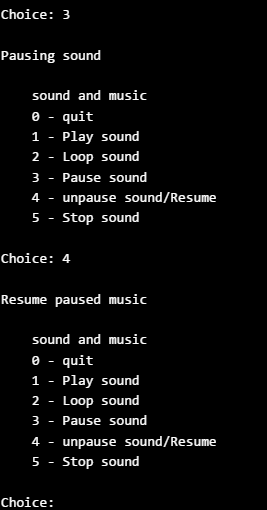 Choice: 3
Pausing sound
sound and music
0 - quit
1 - Play sound
2 - Loop sound
3 - Pause sound
4 - unpause sound/Resume
5 - Stop sound
Choice: 4
Resume paused music
sound and music
0 - quit
1 - Play sound
2 - Loop sound
3 - Pause sound
4 - unpause sound/Resume
5 - Stop sound
Choice: